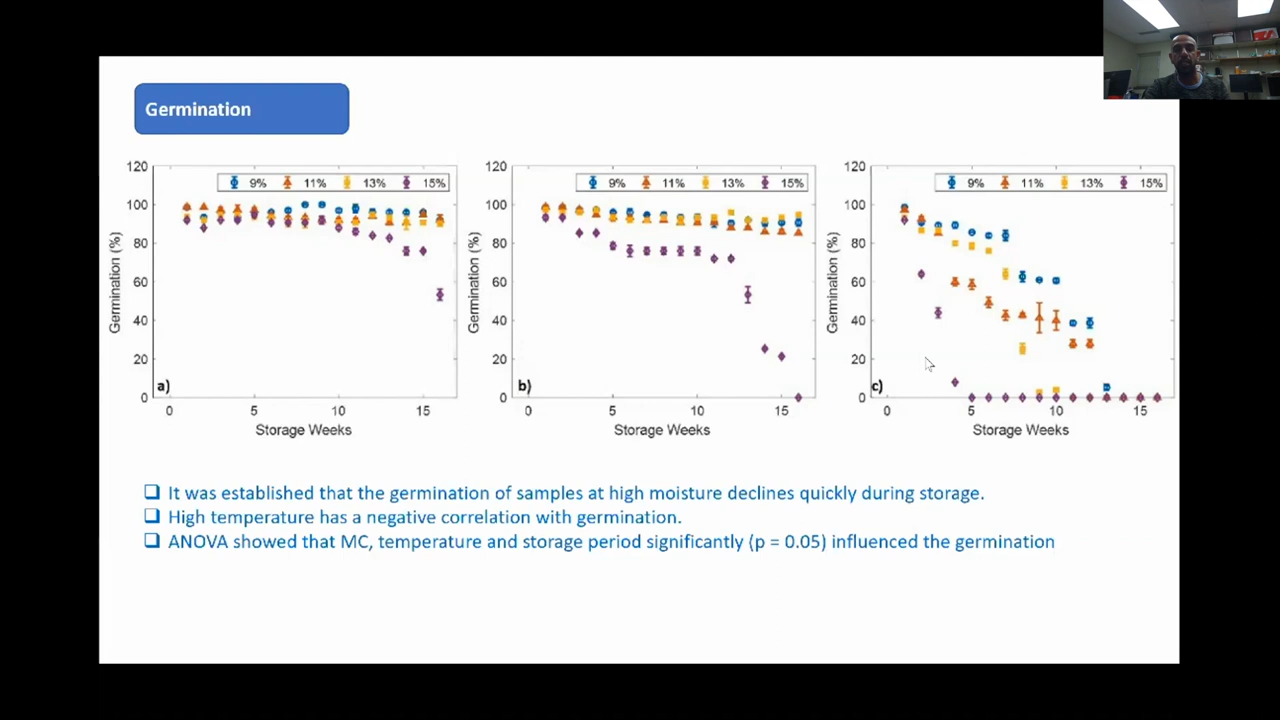 Germination
120
100
80
60
40
20
0
9% 11% 13% 15%
Germination (%)
a)
0 5 10 15
Storage Weeks
120
100
80
60
40
20
0
9% 11% 13% 15%
Germination (%)
b)
0 5 10 15
Storage Weeks
120
100
80
60
40
20
0
9% 11% 13% 15%
Germination (%)
c)
0 5 10 15
Storage Weeks
It was established that the germination of samples at high moisture declines quickly during storage.
High temperature has a negative correlation with germination.
ANOVA showed that MC, temperature and storage period significantly (p = 0.05) influenced the germination